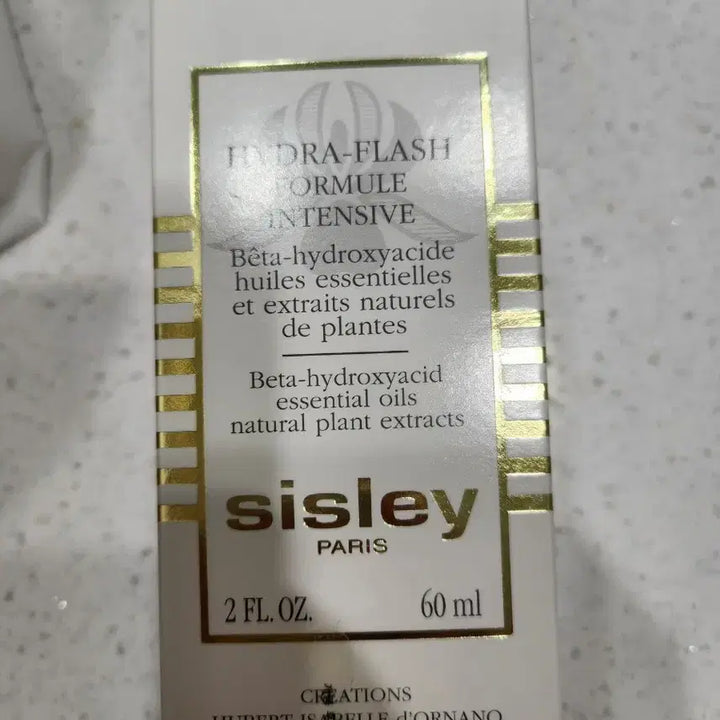 HYDRA-FLASH
FORMULE
INTENSIVE
Bêta-hydroxyacide
huiles essentielles
et extraits naturels
de plantes
Beta-hydroxyacid
essential oils
natural plant extracts
sisley
PARIS
2 FL. OZ. 60 ml
CREATIONS
HUBERT ISABELLE d'ORNANO